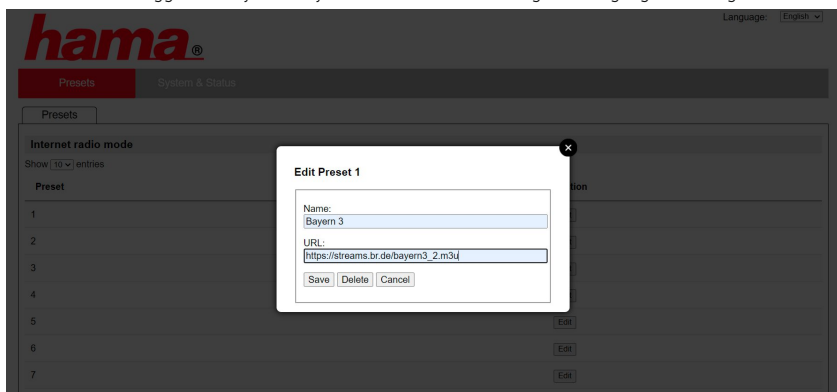 Language: English
hama®
Presets System & Status
Presets
Internet radio mode
Show 10 entries
Preset tion
1
2
3
4
5 Edit
6 Edit
7 Edit
Edit Preset 1
Name:
Bayern 3
URL:
https://streams.br.de/bayern3_2.m3u
Save Delete Cancel